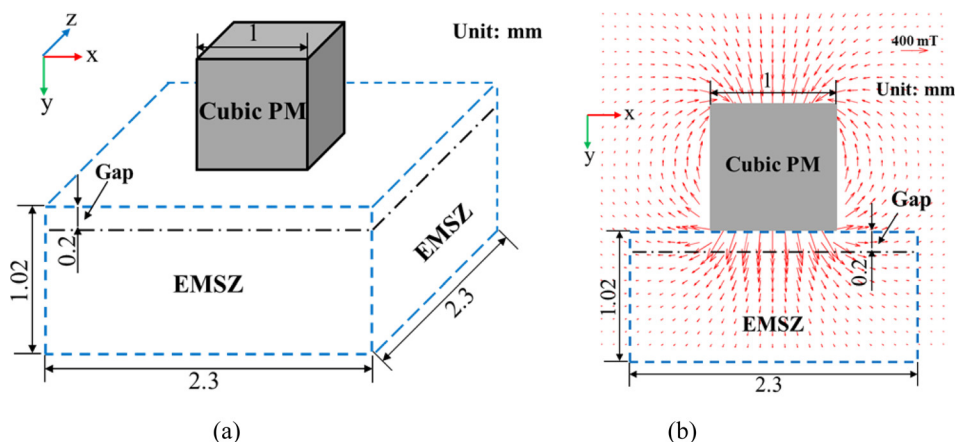 z
x
y
1
Unit: mm
Cubic PM
Gap
0.2
1.02
EMSZ
EMSZ
2.3
2.3
(a)
400 mT
1
Unit: mm
x
y
Cubic PM
Gap
0.2
1.02
EMSZ
2.3
(b)